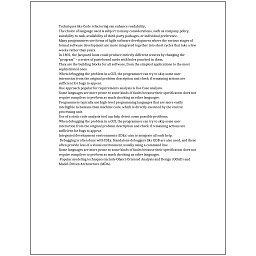 Techniques like Code refactoring can enhance readability.
The choice of language used is subject to many considerations, such as company policy,
suitability to task, availability of third-party packages, or individual preference.
Many programmers use forms of Agile software development where the various stages of
formal software development are more integrated together into short cycles that take a few
weeks rather than years.
In 1801, the Jacquard loom could produce entirely different weaves by changing the
"program" - a series of pasteboard cards with holes punched in them.
They are the building blocks for all software, from the simplest applications to the most
sophisticated ones.
When debugging the problem in a GUI, the programmer can try to skip some user
interaction from the original problem description and check if remaining actions are
sufficient for bugs to appear.
One approach popular for requirements analysis is Use Case analysis.
Some languages are more prone to some kinds of faults because their specification does not
require compilers to perform as much checking as other languages.
Programmers typically use high-level programming languages that are more easily
intelligible to humans than machine code, which is directly executed by the central
processing unit.
Use of a static code analysis tool can help detect some possible problems.
When debugging the problem in a GUI, the programmer can try to skip some user
interaction from the original problem description and check if remaining actions are
sufficient for bugs to appear.
Integrated development environments (IDEs) aim to integrate all such help.
Debugging is often done with IDEs. Standalone debuggers like GDB are also used, and these
often provide less of a visual environment, usually using a command line.
Some languages are more prone to some kinds of faults because their specification does not
require compilers to perform as much checking as other languages.
Popular modeling techniques include Object-Oriented Analysis and Design (OOAD) and
Model-Driven Architecture (MDA).